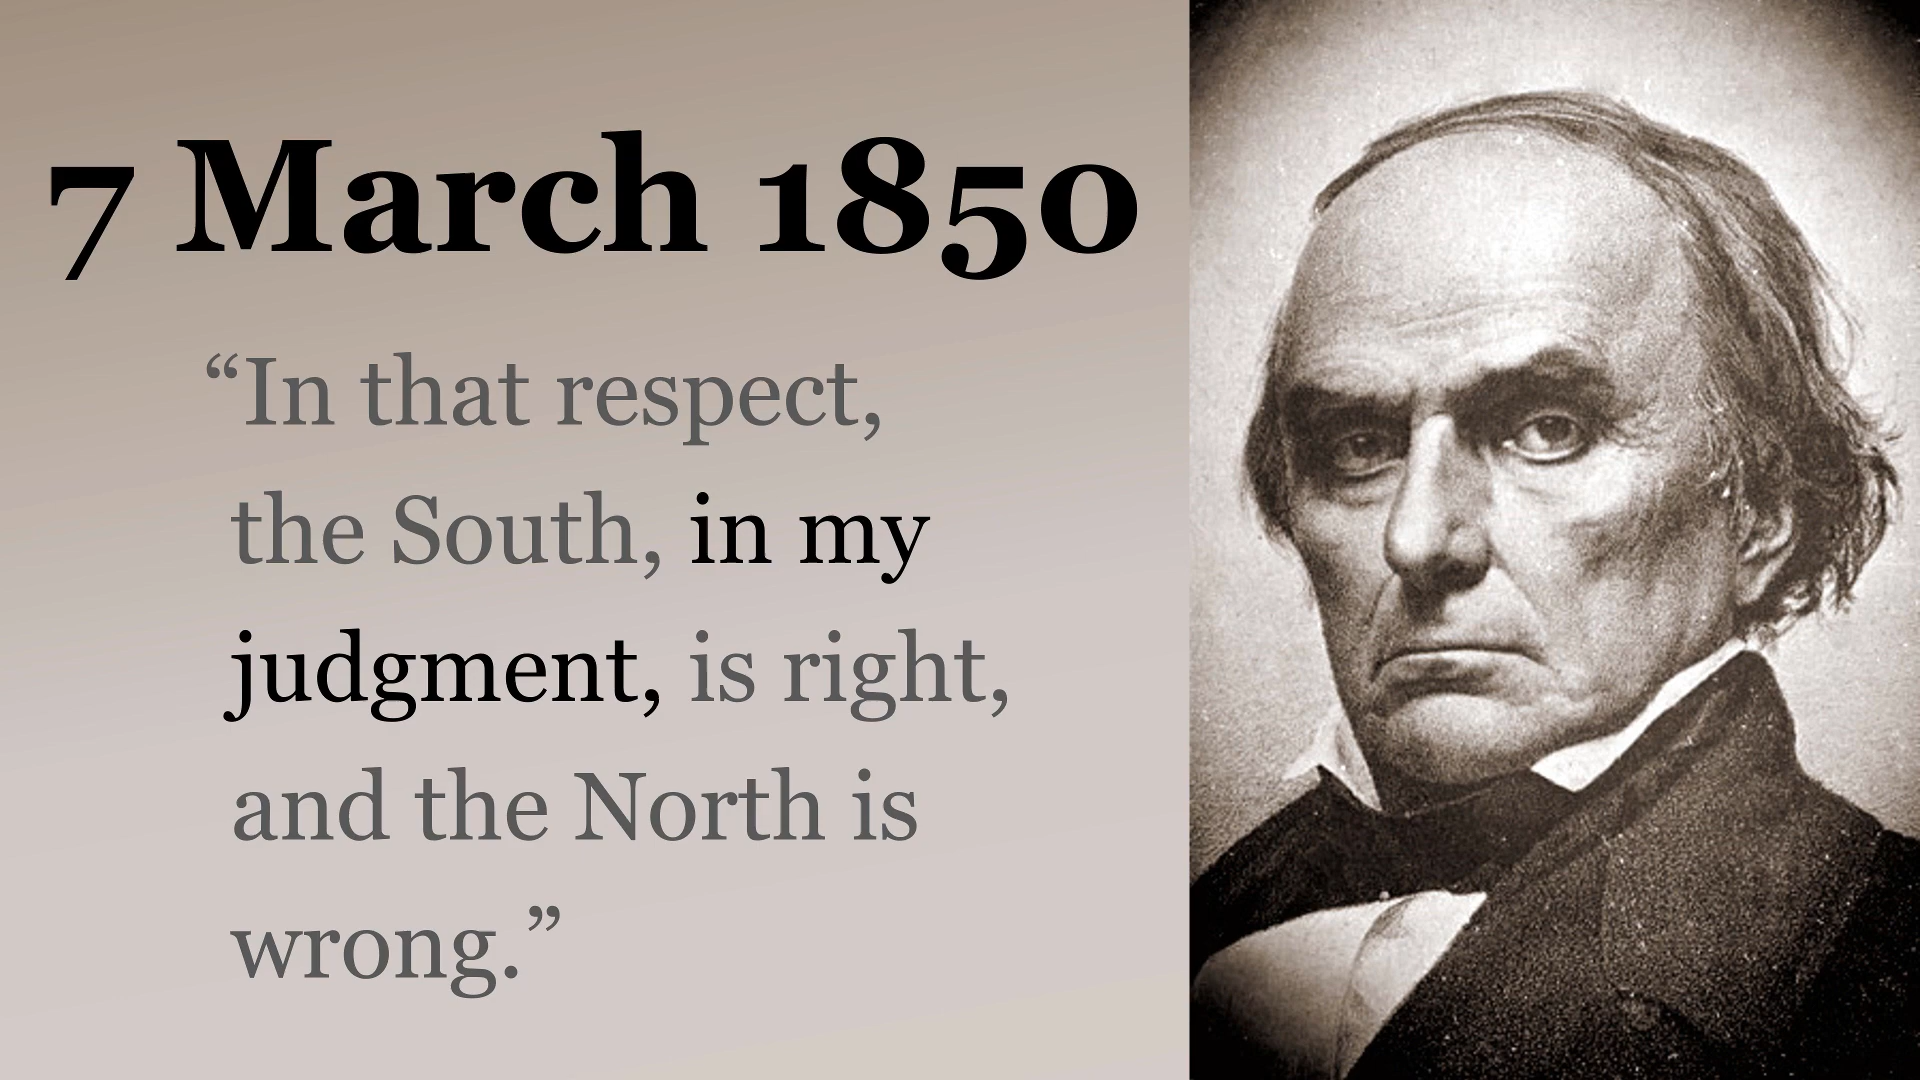 7 March 1850
“In that respect,
the South, in my
judgment, is right,
and the North is
wrong.”